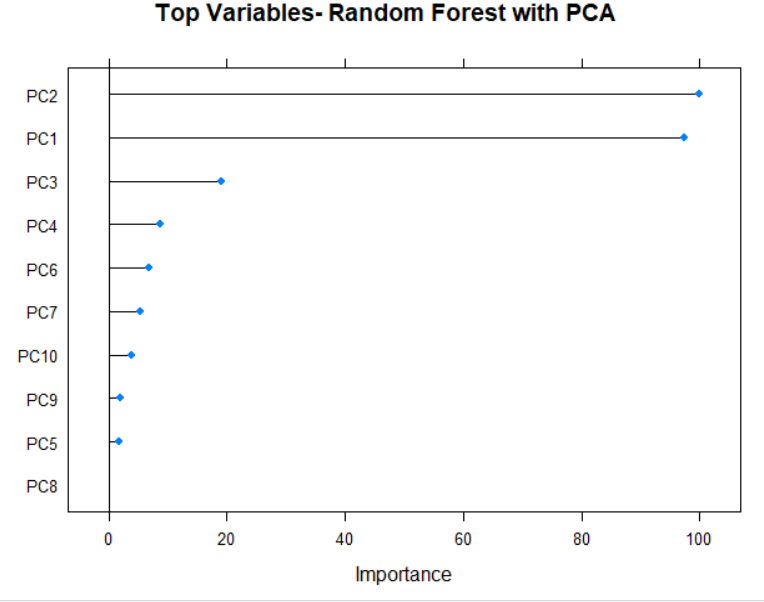 Top Variables- Random Forest with PCA
PC2
PC1
PC3
PC4
PC6
PC7
PC10
PC9
PC5
PC8
0 20 40 60 80 100
Importance